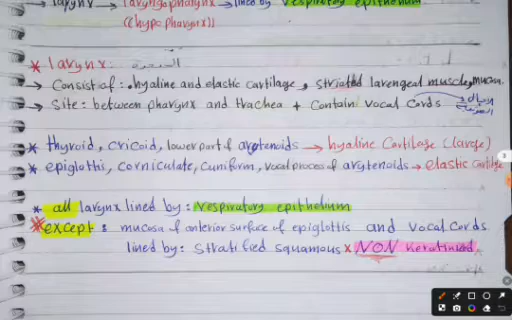 → larynx → laryngopharynx → lined by respiratory epithelium
((hypopharynx))
* larynx: الحنجرة
→ Consist of: hyaline and elastic cartilage, striated larengeal muscle, mucosa.
→ Site: between pharynx and trachea + Contain vocal cords
* thyroid, cricoid, lower part of arytenoids → hyaline Cartilage (large)
* epiglottis, corniculate, cuniform, vocal process of arytenoids → elastic cartilage
* all larynx lined by: respiratory epithelium
* except: mucosa of anterior surface of epiglottis and vocal cords
lined by: stratified squamous x NON keratinized